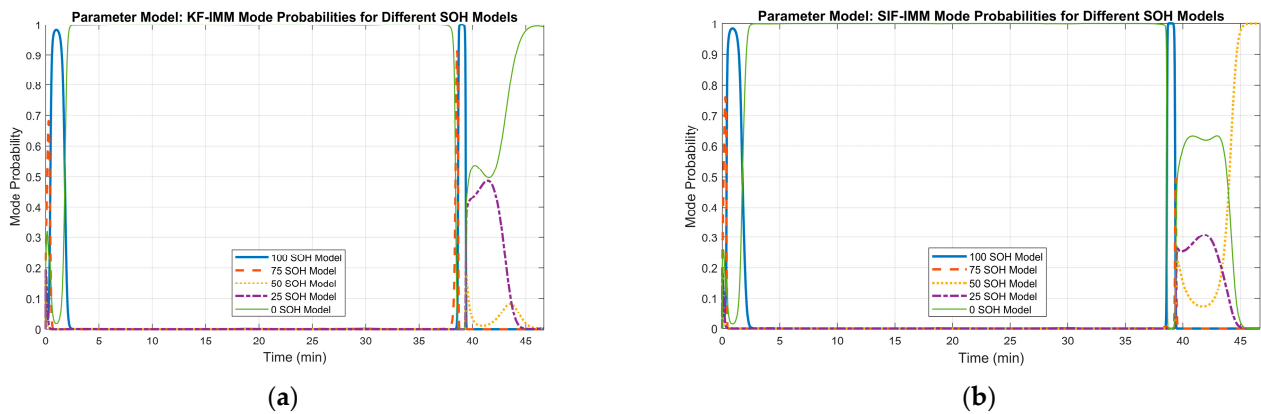 Parameter Model: KF-IMM Mode Probabilities for Different SOH Models
1
0.9
0.8
0.7
0.6
0.5
0.4
0.3
0.2
0.1
0
Mode Probability
100 SOH Model
75 SOH Model
50 SOH Model
25 SOH Model
0 SOH Model
0 5 10 15 20 25 30 35 40 45
Time (min)
(a)
Parameter Model: SIF-IMM Mode Probabilities for Different SOH Models
1
0.9
0.8
0.7
0.6
0.5
0.4
0.3
0.2
0.1
0
Mode Probability
100 SOH Model
75 SOH Model
50 SOH Model
25 SOH Model
0 SOH Model
0 5 10 15 20 25 30 35 40 45
Time (min)
(b)